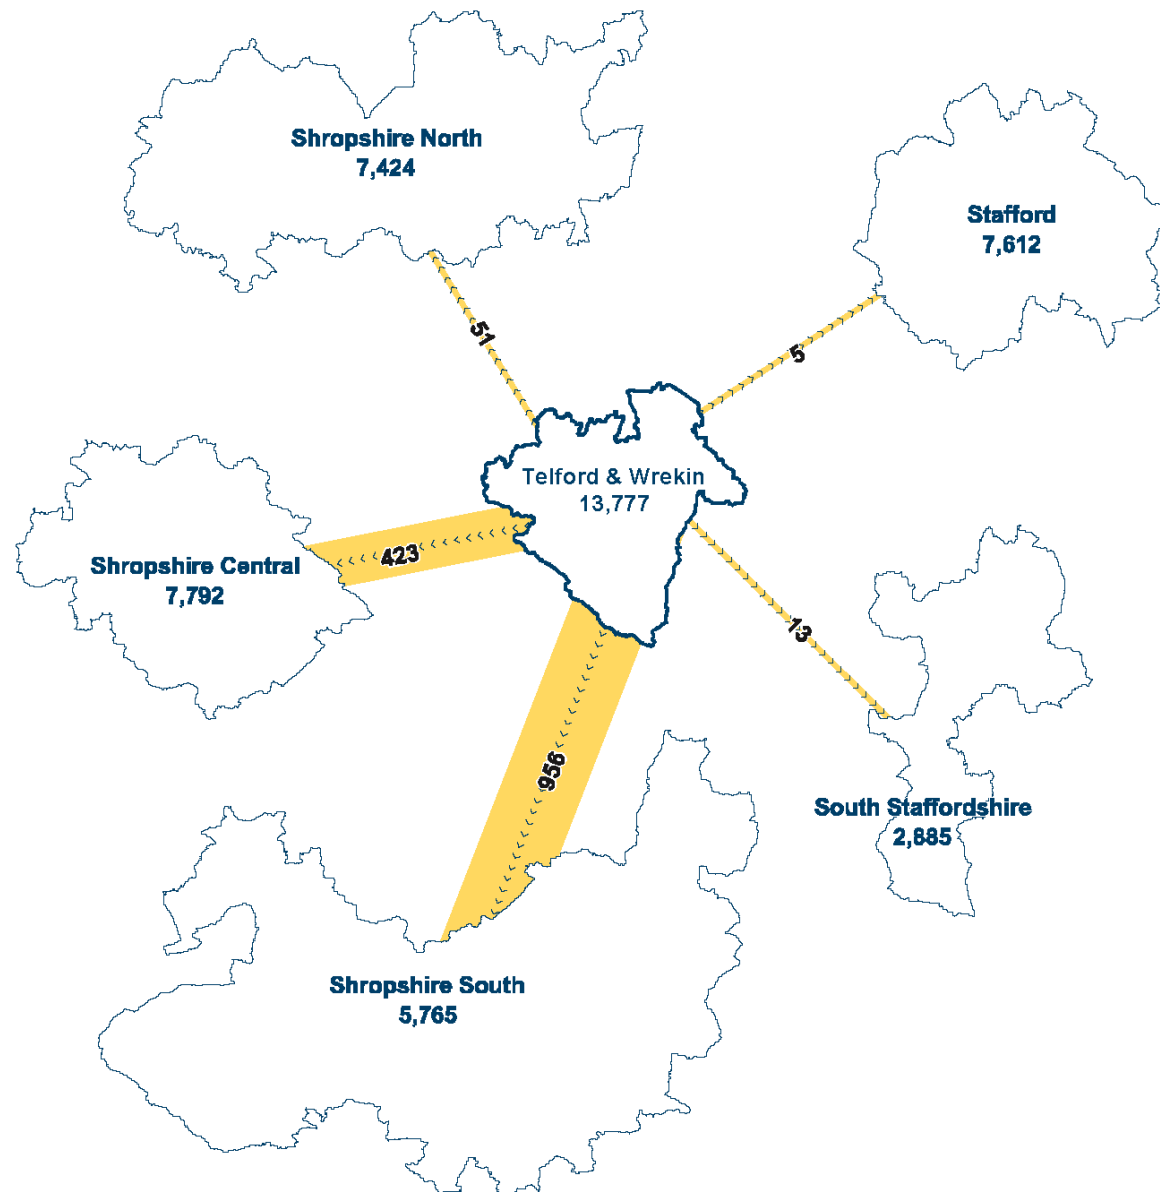 Shropshire North
7,424
Stafford
7,612
51
5
Telford & Wrekin
13,777
423
Shropshire Central
7,792
13
956
South Staffordshire
2,885
Shropshire South
5,765